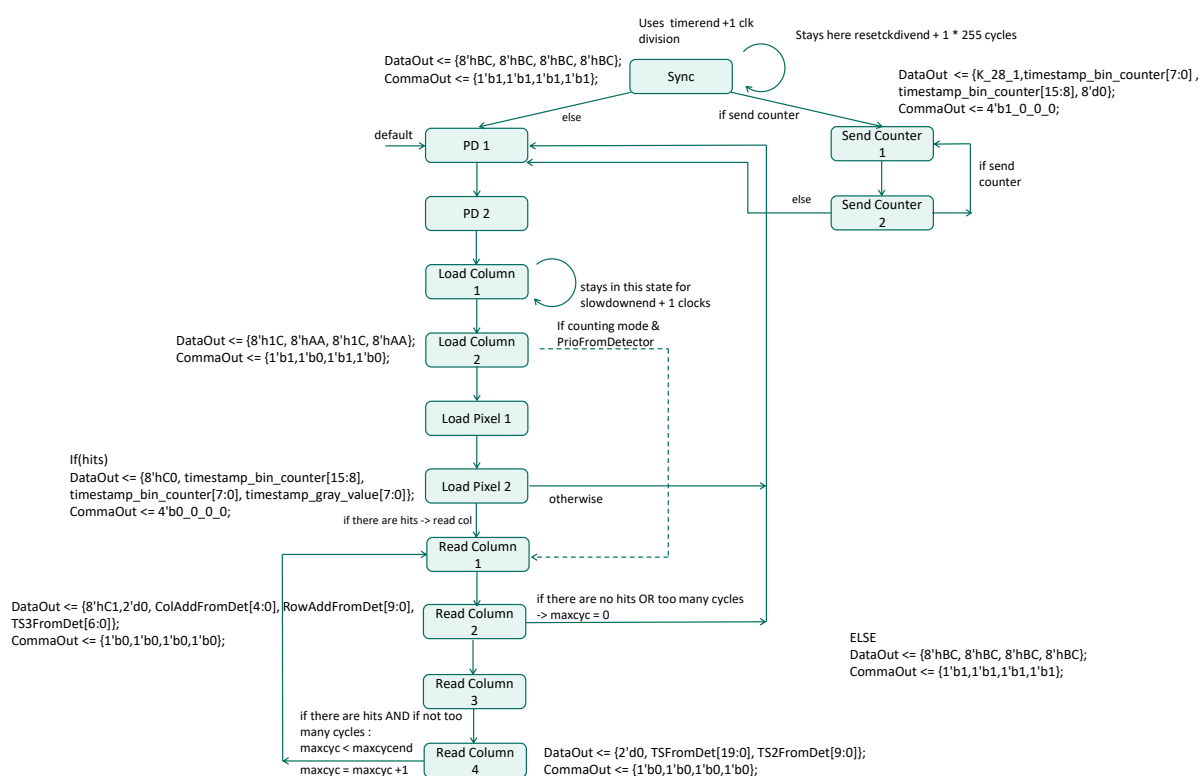 Uses timerend +1 clk
division
Stays here resetckdivend + 1 * 255 cycles
DataOut <= {8'hBC, 8'hBC, 8'hBC, 8'hBC};
CommaOut <= {1'b1,1'b1,1'b1,1'b1};
Sync
DataOut <= {K_28_1,timestamp_bin_counter[7:0] ,
timestamp_bin_counter[15:8], 8'd0};
CommaOut <= 4'b1_0_0_0;
else
if send counter
default
PD 1
Send Counter
1
if send
counter
PD 2
else
Send Counter
2
Load Column
1
stays in this state for
slowdownend + 1 clocks
If counting mode &
PrioFromDetector
DataOut <= {8'h1C, 8'hAA, 8'h1C, 8'hAA};
CommaOut <= {1'b1,1'b0,1'b1,1'b0};
Load Column
2
Load Pixel 1
If(hits)
DataOut <= {8'hC0, timestamp_bin_counter[15:8],
timestamp_bin_counter[7:0], timestamp_gray_value[7:0]};
CommaOut <= 4'b0_0_0_0;
Load Pixel 2
otherwise
if there are hits -> read col
Read Column
1
DataOut <= {8'hC1,2'd0, ColAddFromDet[4:0], RowAddFromDet[9:0],
TS3FromDet[6:0]};
CommaOut <= {1'b0,1'b0,1'b0,1'b0};
Read Column
2
if there are no hits OR too many cycles
-> maxcyc = 0
ELSE
DataOut <= {8'hBC, 8'hBC, 8'hBC, 8'hBC};
CommaOut <= {1'b1,1'b1,1'b1,1'b1};
Read Column
3
if there are hits AND if not too
many cycles :
maxcyc < maxcycend
maxcyc = maxcyc +1
Read Column
4
DataOut <= {2'd0, TSFromDet[19:0], TS2FromDet[9:0]};
CommaOut <= {1'b0,1'b0,1'b0,1'b0};